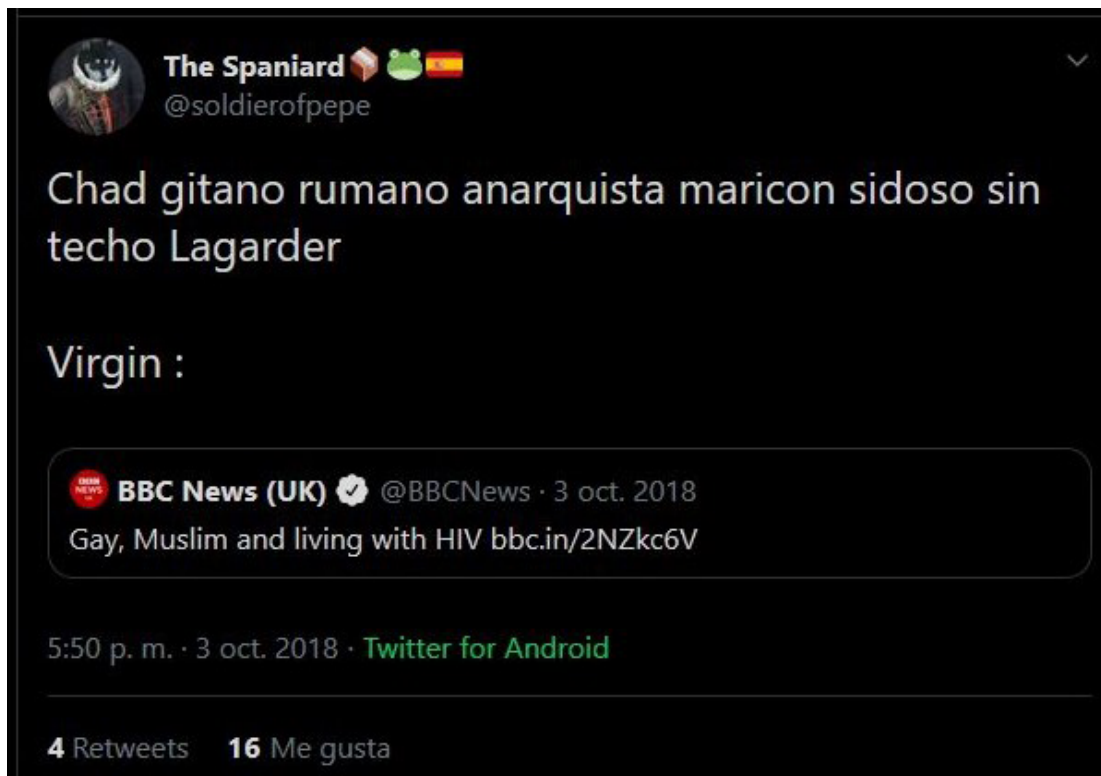 The Spaniard
@soldierofpepe
Chad gitano rumano anarquista maricon sidoso sin
techo Lagarder
Virgin :
BBC News (UK) @BBCNews · 3 oct. 2018
Gay, Muslim and living with HIV bbc.in/2NZkc6V
5:50 p. m. · 3 oct. 2018 · Twitter for Android
4 Retweets 16 Me gusta